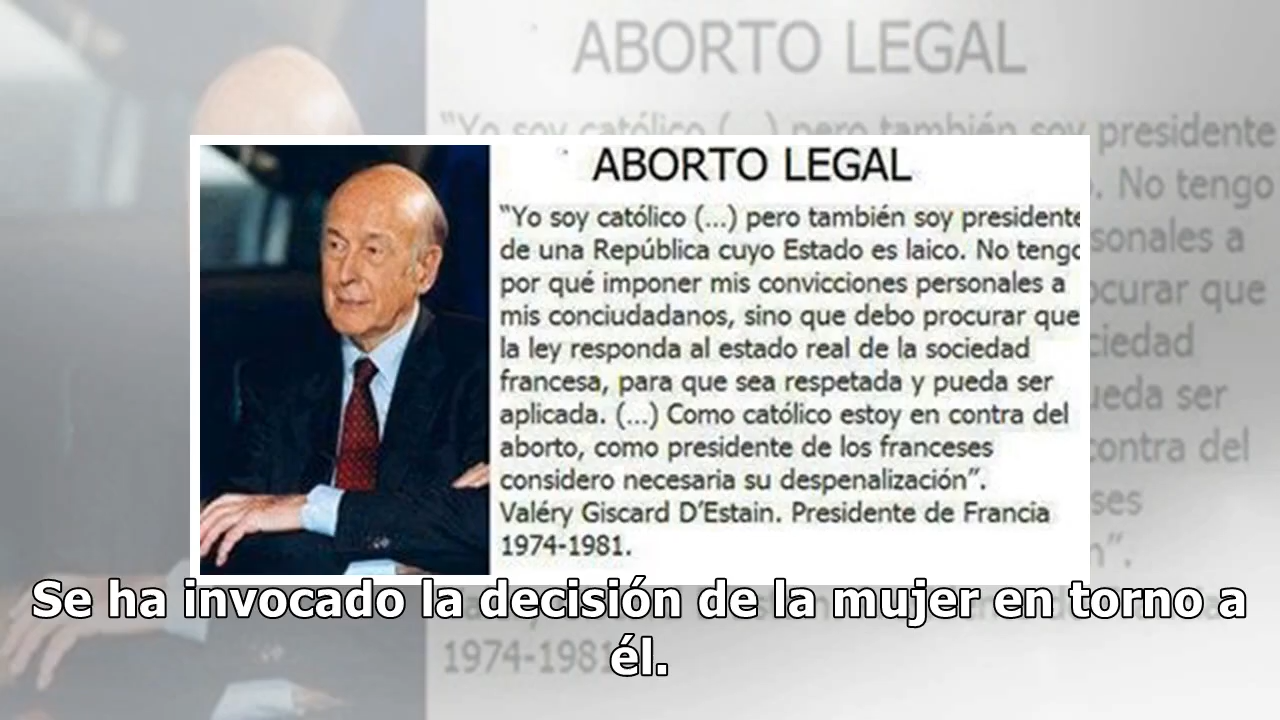 ABORTO LEGAL
ABORTO LEGAL
“Yo soy católico (...) pero también soy presidente
de una República cuyo Estado es laico. No tengo
por qué imponer mis convicciones personales a
mis conciudadanos, sino que debo procurar que
la ley responda al estado real de la sociedad
francesa, para que sea respetada y pueda ser
aplicada. (...) Como católico estoy en contra del
aborto, como presidente de los franceses
considero necesaria su despenalización”.
Valéry Giscard D’Estain. Presidente de Francia
1974-1981.
Se ha invocado la decisión de la mujer en torno a
él.